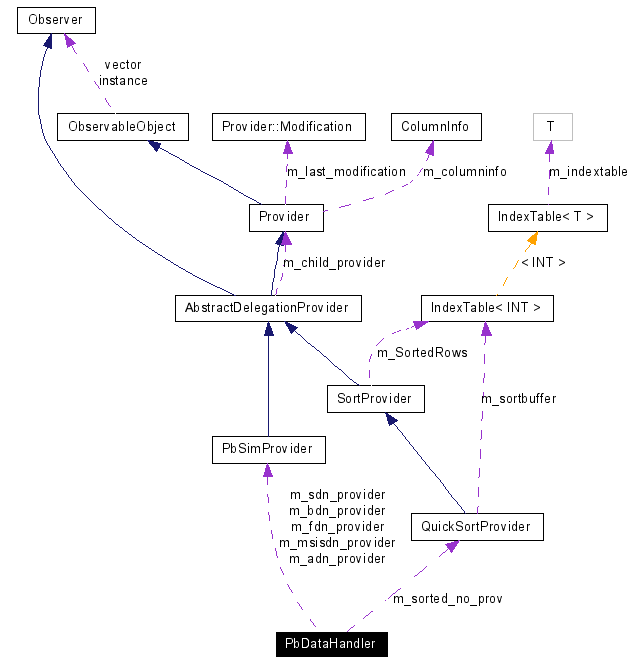 Observer
vector
instance
ObservableObject
Provider::Modification
ColumnInfo
T
m_last_modification
m_columninfo
m_indextable
Provider
IndexTable< T >
m_child_provider
< INT >
AbstractDelegationProvider
IndexTable< INT >
m_SortedRows
SortProvider
m_sortbuffer
PbSimProvider
m_sdn_provider
m_bdn_provider
m_fdn_provider
m_msisdn_provider
m_adn_provider
QuickSortProvider
m_sorted_no_prov
PbDataHandler